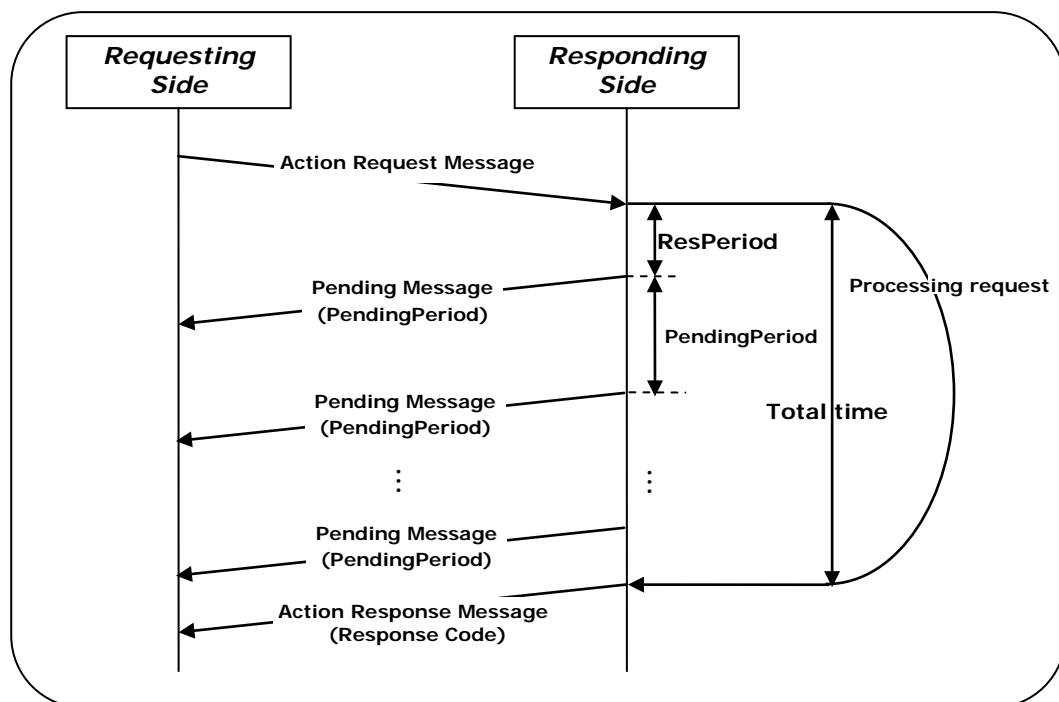 Requesting
Side
Responding
Side
Action Request Message
ResPeriod
Processing request
Pending Message
(PendingPeriod)
PendingPeriod
Pending Message
(PendingPeriod)
Total time
Pending Message
(PendingPeriod)
Action Response Message
(Response Code)